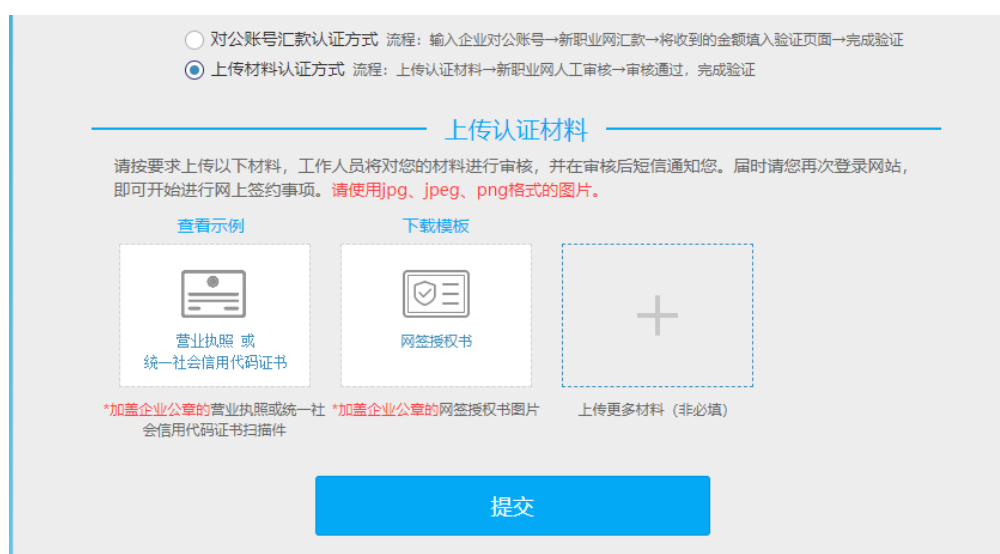 对公账号汇款认证方式 流程：输入企业对公账号→新职业网汇款→将收到的金额填入验证页面→完成验证
上传材料认证方式 流程：上传认证材料→新职业网人工审核→审核通过，完成验证
上传认证材料
请按要求上传以下材料，工作人员将对您的材料进行审核，并在审核后短信通知您。届时请您再次登录网站，
即可开始进行网上签约事项。请使用jpg、jpeg、png格式的图片。
查看示例
下载模板
营业执照 或
统一社会信用代码证书
网签授权书
*加盖企业公章的营业执照或统一社
会信用代码证书扫描件
*加盖企业公章的网签授权书图片
上传更多材料（非必填）
提交